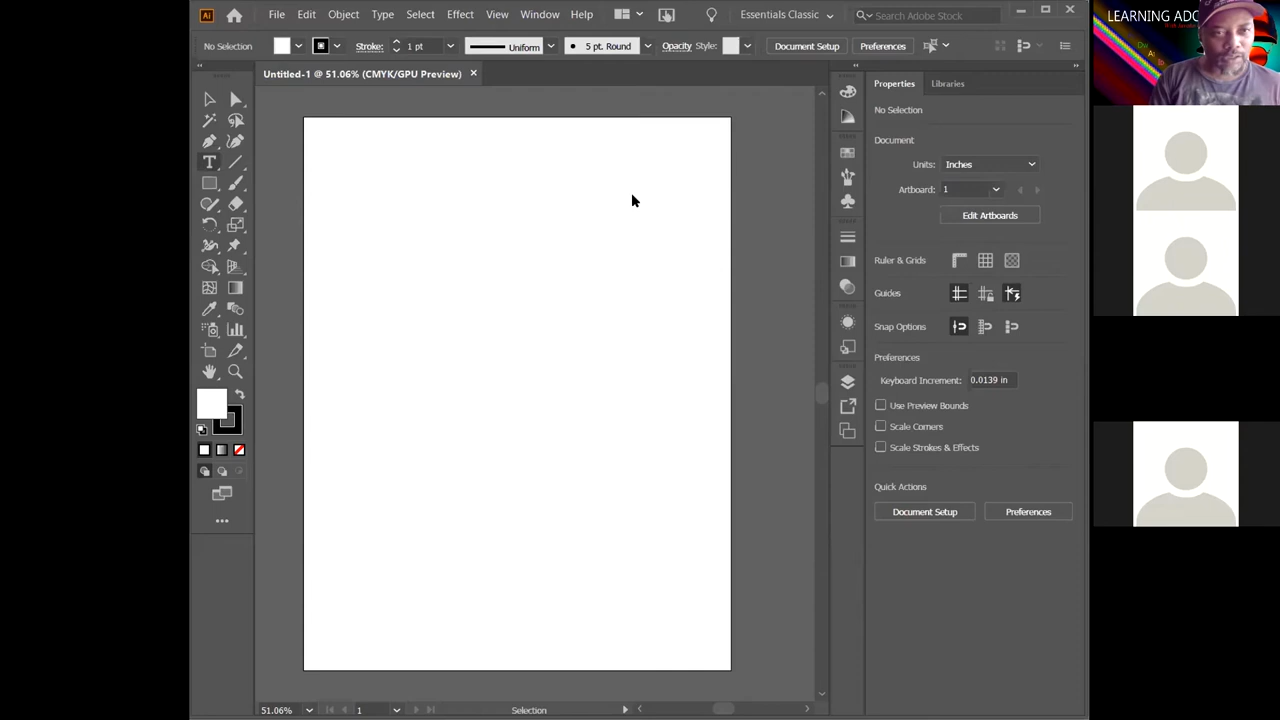 Ai File Edit Object Type Select Effect View Window Help Essentials Classic Search Adobe Stock
No Selection Stroke: 1 pt Uniform 5 pt. Round Opacity Style: Document Setup Preferences
Untitled-1 @ 51.06% (CMYK/GPU Preview)
Properties Libraries
No Selection
Document
Units: Inches
Artboard: 1
Edit Artboards
Ruler & Grids
Guides
Snap Options
Preferences
Keyboard Increment: 0.0139 in
Use Preview Bounds
Scale Corners
Scale Strokes & Effects
Quick Actions
Document Setup Preferences
51.06% 1 Selection
LEARNING
Ai